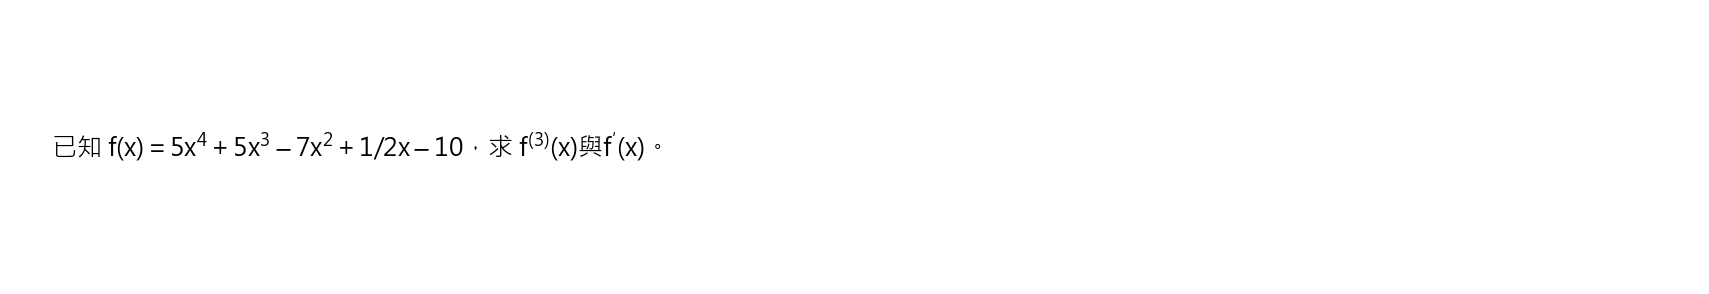 已知 f(x) = 5x⁴ + 5x³ – 7x² + 1/2x – 10，求 f⁽³⁾(x)與f′(x)。